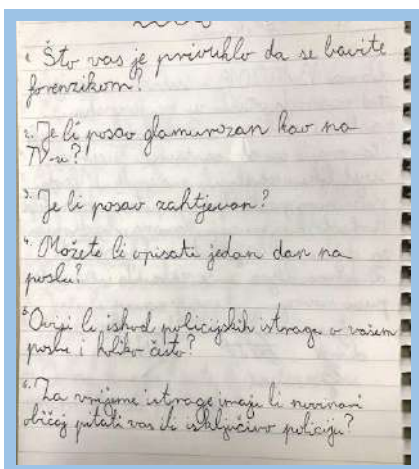 1. Što vas je privuklo da se bavite
forenzikom?
2. Je li posao glamurozan kao na
TV-u?
3. Je li posao zahtjevan?
4. Možete li opisati jedan dan na
poslu?
5. Ovisi li ishod policijskih istraga o vašem
poslu i koliko često?
6. Za vrijeme istrage imaju li novinari
običaj pitati vas ili isključivo policiju?